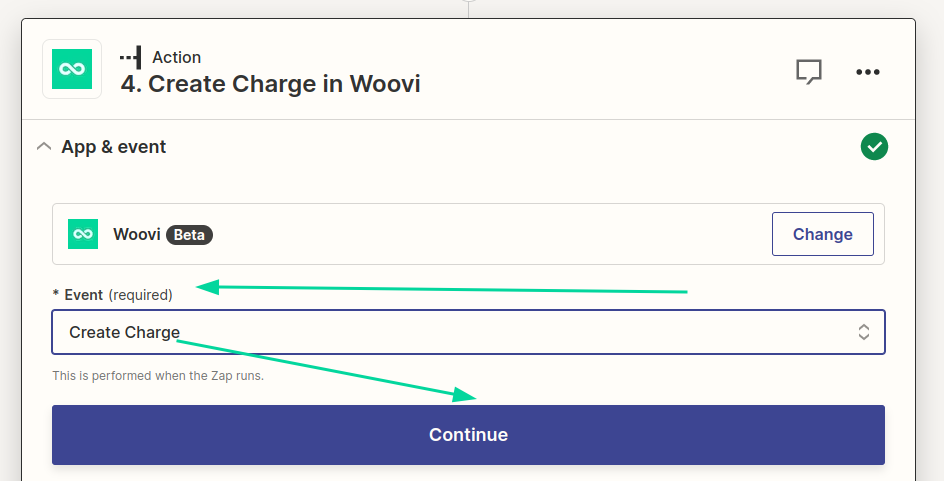 Action
4. Create Charge in Woovi
App & event
Woovi Beta
Change
* Event (required)
Create Charge
This is performed when the Zap runs.
Continue